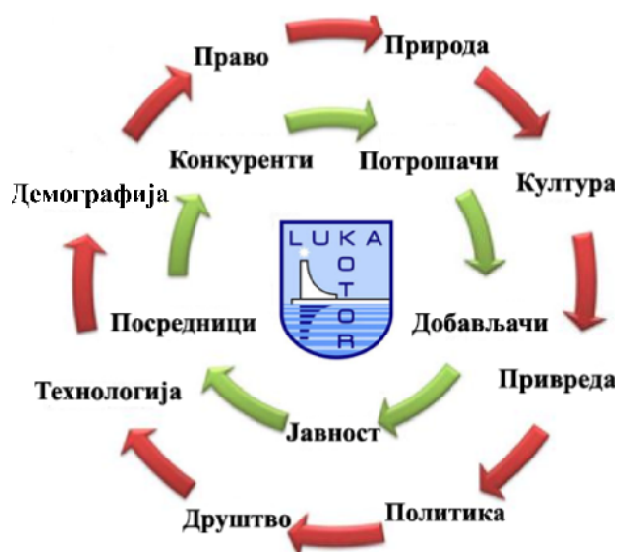 Право
Природа
Конкуренти
Потрошачи
Култура
Демографија
LUKA
KOTOR
Посредници
Добављачи
Привреда
Технологија
Јавност
Друштво
Политика